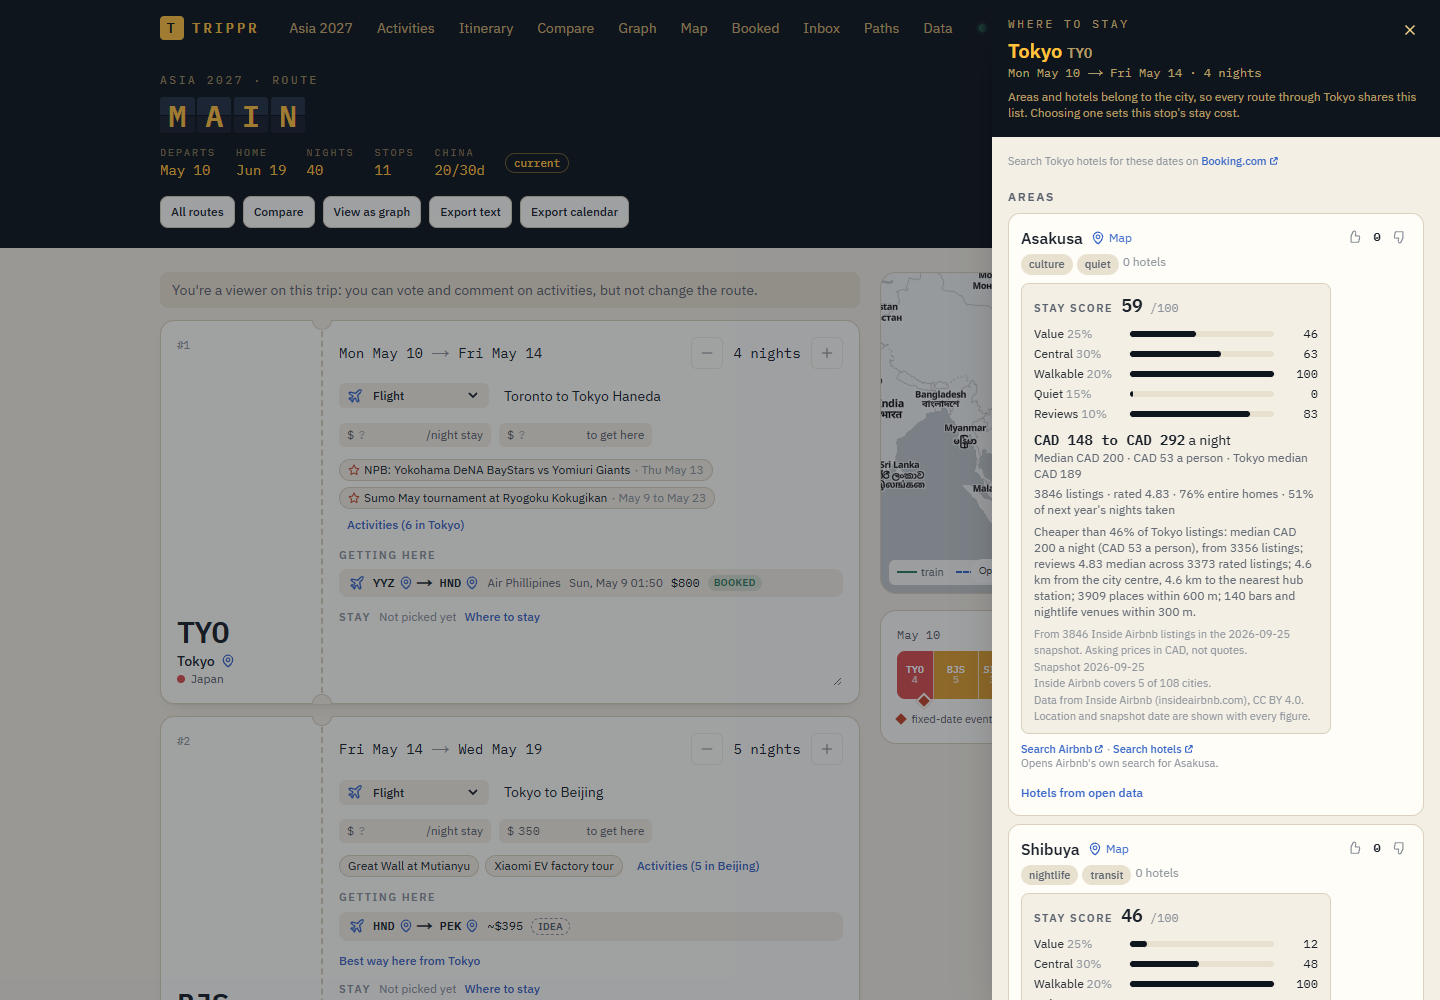 T TRIPPR Asia 2027 Activities Itinerary Compare Graph Map Booked Inbox Paths Data
ASIA 2027 · ROUTE
MAIN
DEPARTS HOME NIGHTS STOPS CHINA
May 10 Jun 19 40 11 20/30d current
All routes Compare View as graph Export text Export calendar
You're a viewer on this trip: you can vote and comment on activities, but not change the route.
#1
Mon May 10 → Fri May 14 − 4 nights +
Flight Toronto to Tokyo Haneda
$ ? /night stay $ ? to get here
NPB: Yokohama DeNA BayStars vs Yomiuri Giants · Thu May 13
Sumo May tournament at Ryogoku Kokugikan · May 9 to May 23
Activities (6 in Tokyo)
GETTING HERE
YYZ → HND Air Phillipines Sun, May 9 01:50 $800 BOOKED
STAY Not picked yet Where to stay
TYO
Tokyo
Japan
#2
Fri May 14 → Wed May 19 − 5 nights +
Flight Tokyo to Beijing
$ ? /night stay $ 350 to get here
Great Wall at Mutianyu Xiaomi EV factory tour Activities (5 in Beijing)
GETTING HERE
HND → PEK ~$395 IDEA
Best way here from Tokyo
STAY Not picked yet Where to stay
BJS
stan
стан
Bangladesh
বাংলাদেশ
ndia
भारत
Myanmar
Sri Lanka
train
May 10
TYO BJS
4 5
fixed-date event
WHERE TO STAY
Tokyo TYO
Mon May 10 → Fri May 14 · 4 nights
Areas and hotels belong to the city, so every route through Tokyo shares this
list. Choosing one sets this stop's stay cost.
Search Tokyo hotels for these dates on Booking.com
AREAS
Asakusa Map 0
culture quiet 0 hotels
STAY SCORE 59 /100
Value 25% 46
Central 30% 63
Walkable 20% 100
Quiet 15% 0
Reviews 10% 83
CAD 148 to CAD 292 a night
Median CAD 200 · CAD 53 a person · Tokyo median
CAD 189
3846 listings · rated 4.83 · 76% entire homes · 51%
of next year's nights taken
Cheaper than 46% of Tokyo listings: median CAD
200 a night (CAD 53 a person), from 3356 listings;
reviews 4.83 median across 3373 rated listings; 4.6
km from the city centre, 4.6 km to the nearest hub
station; 3909 places within 600 m; 140 bars and
nightlife venues within 300 m.
From 3846 Inside Airbnb listings in the 2026-09-25
snapshot. Asking prices in CAD, not quotes.
Snapshot 2026-09-25
Inside Airbnb covers 5 of 108 cities.
Data from Inside Airbnb (insideairbnb.com), CC BY 4.0.
Location and snapshot date are shown with every figure.
Search Airbnb · Search hotels
Opens Airbnb's own search for Asakusa.
Hotels from open data
Shibuya Map 0
nightlife transit 0 hotels
STAY SCORE 46 /100
Value 25% 12
Central 30% 48
Walkable 20% 100